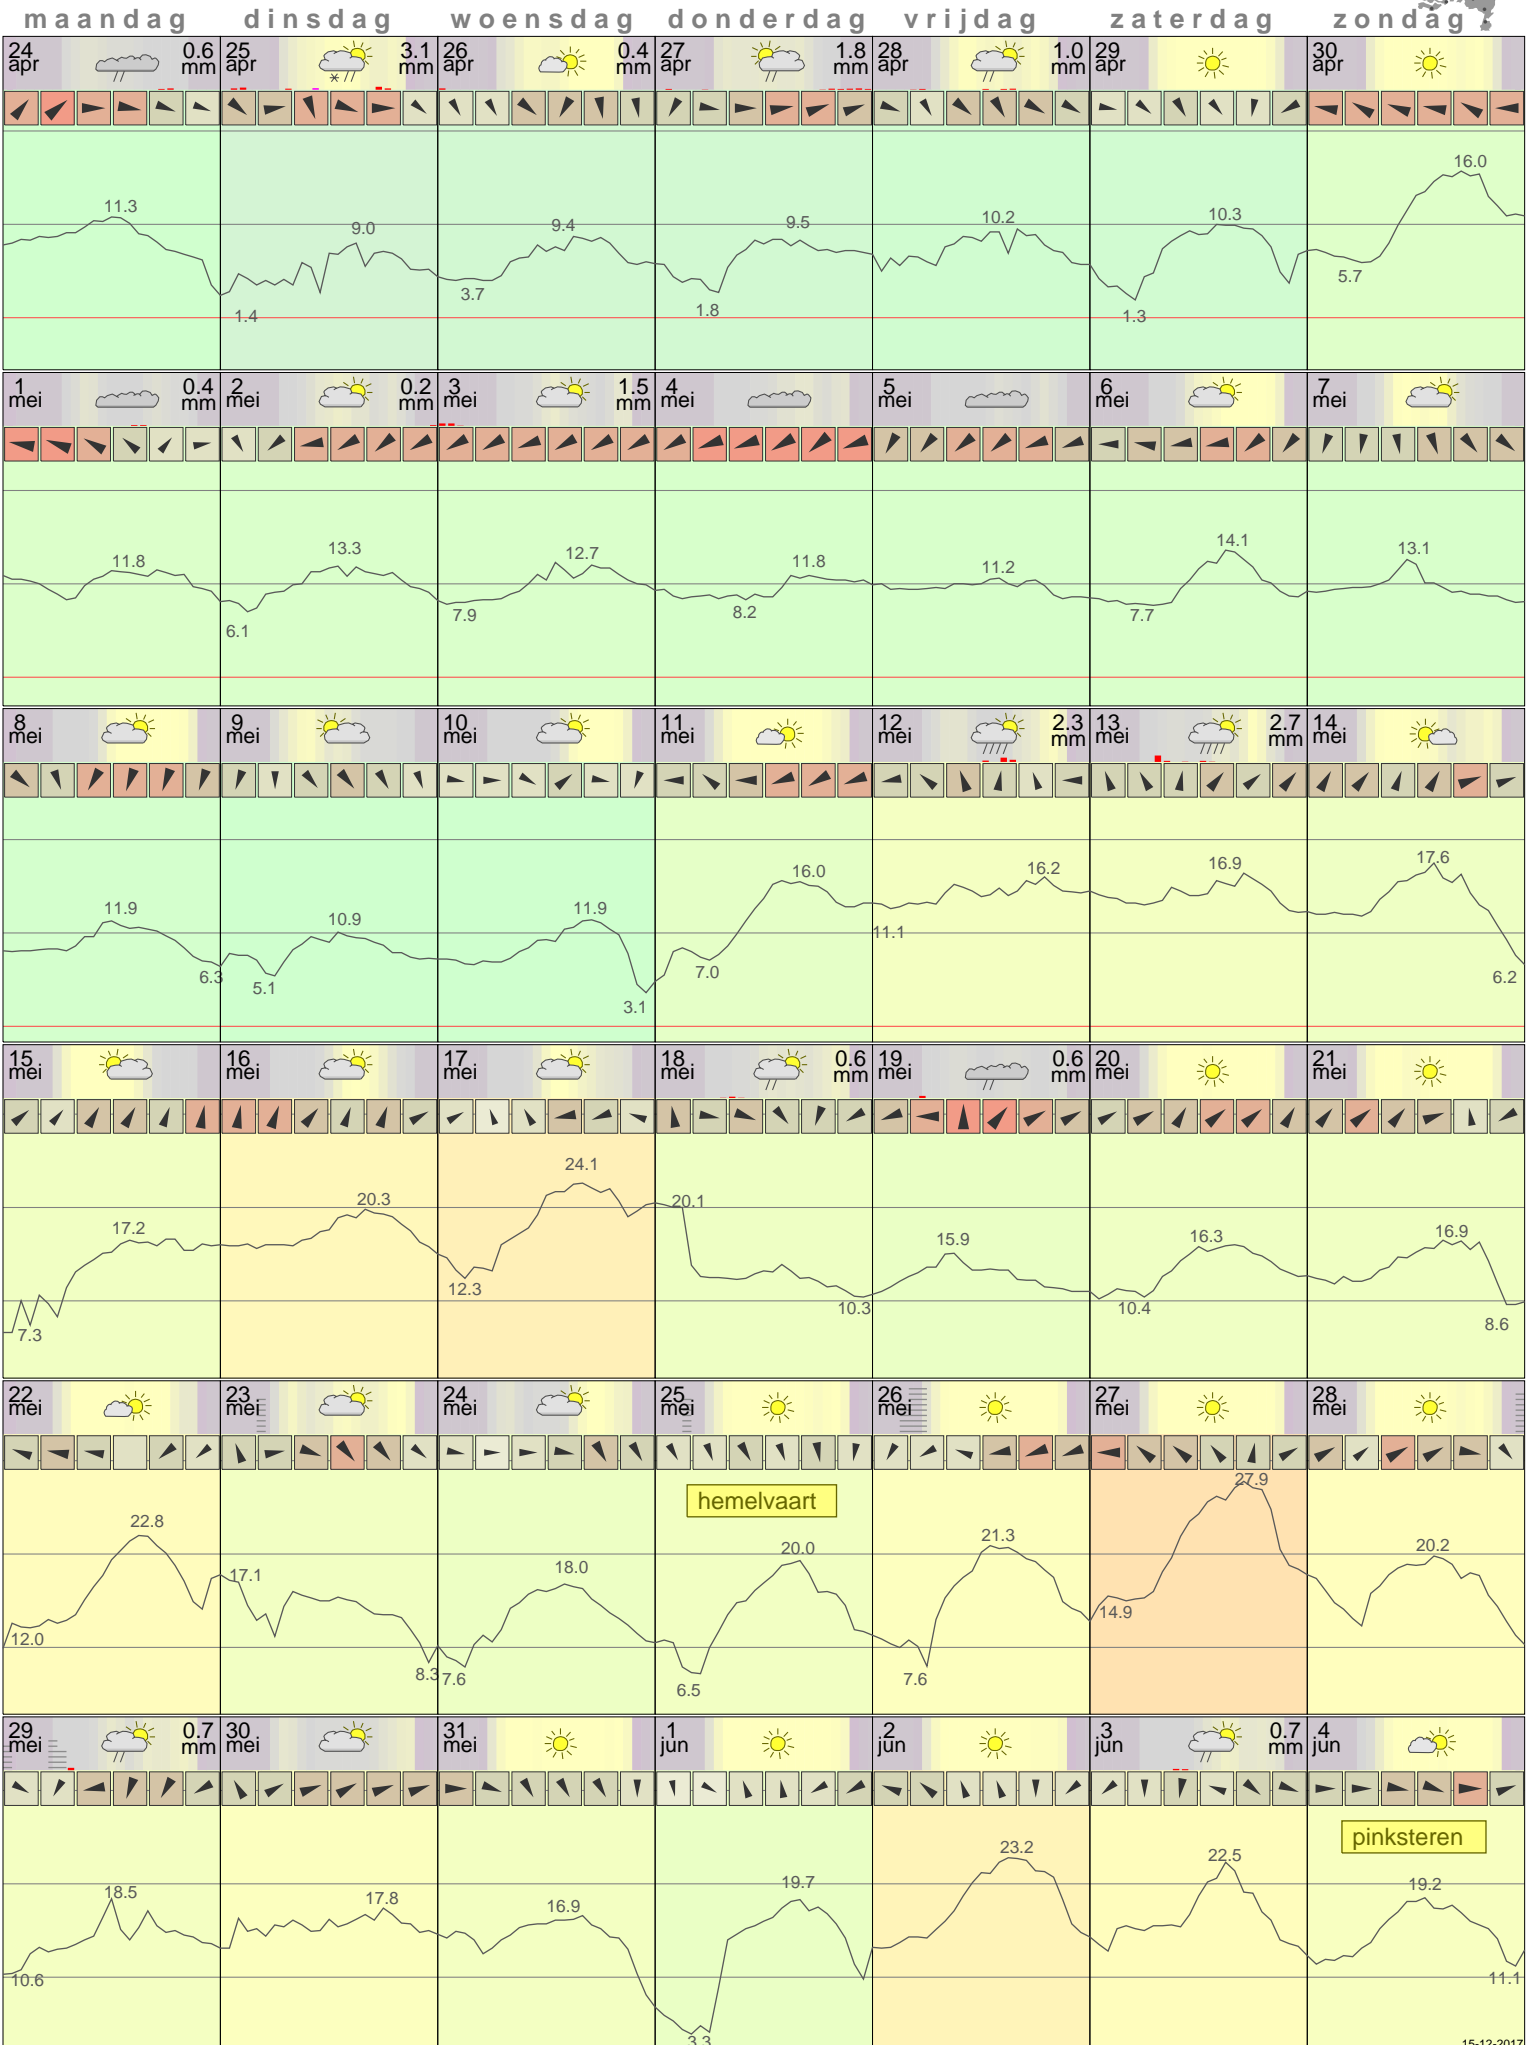 maandag dinsdag woensdag donderdag vrijdag zaterdag zondag
24 apr 0.6 mm 25 apr 3.1 mm 26 apr 0.4 mm 27 apr 1.8 mm 28 apr 1.0 mm 29 apr 30 apr
11.3 1.4 9.0 3.7 9.4 1.8 9.5 10.2 1.3 10.3 5.7 16.0
1 mei 0.4 mm 2 mei 0.2 mm 3 mei 1.5 mm 4 mei 5 mei 6 mei 7 mei
11.8 6.1 13.3 7.9 12.7 8.2 11.8 11.2 7.7 14.1 13.1
8 mei 9 mei 10 mei 11 mei 12 mei 2.3 mm 13 mei 2.7 mm 14 mei
11.9 6.3 5.1 10.9 11.9 3.1 7.0 16.0 11.1 16.2 16.9 17.6 6.2
15 mei 16 mei 17 mei 18 mei 0.6 mm 19 mei 0.6 mm 20 mei 21 mei
7.3 17.2 20.3 12.3 24.1 20.1 10.3 15.9 10.4 16.3 16.9 8.6
22 mei 23 mei 24 mei 25 mei 26 mei 27 mei 28 mei
hemelvaart
12.0 22.8 17.1 8.3 7.6 18.0 6.5 20.0 7.6 21.3 14.9 27.9 20.2
29 mei 0.7 mm 30 mei 31 mei 1 jun 2 jun 3 jun 0.7 mm 4 jun
pinksteren
10.6 18.5 17.8 16.9 3.3 19.7 23.2 22.5 19.2 11.1
15-12-2017